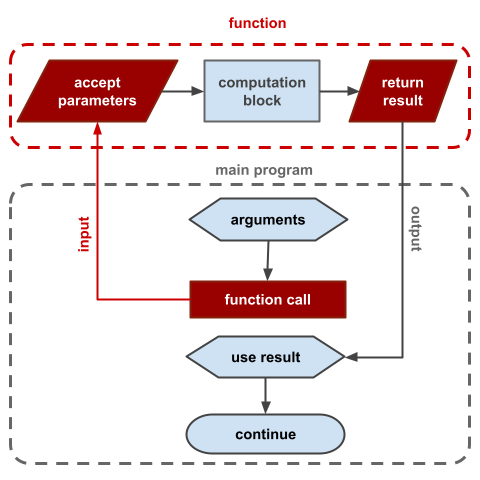 function
accept
parameters
computation
block
return
result
main program
arguments
input
output
function call
use result
continue